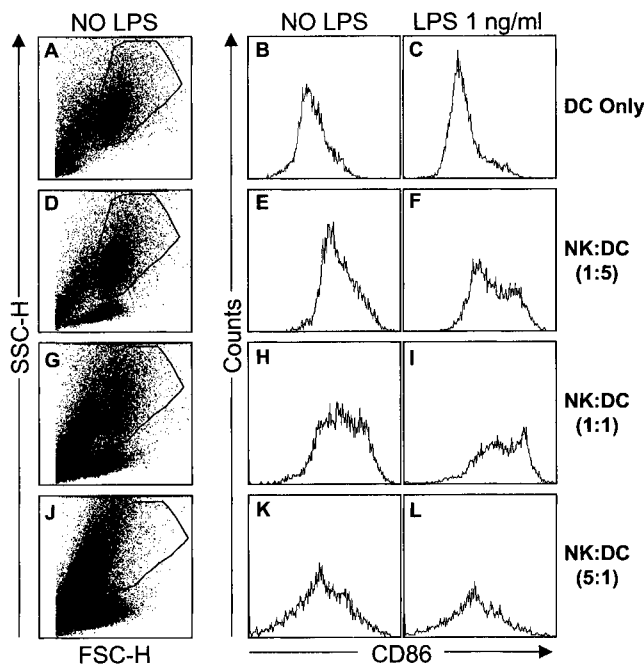 NO LPS
NO LPS
LPS 1 ng/ml
A
B
C
DC Only
D
E
F
NK:DC
(1:5)
SSC-H
Counts
G
H
I
NK:DC
(1:1)
J
K
L
NK:DC
(5:1)
FSC-H
CD86